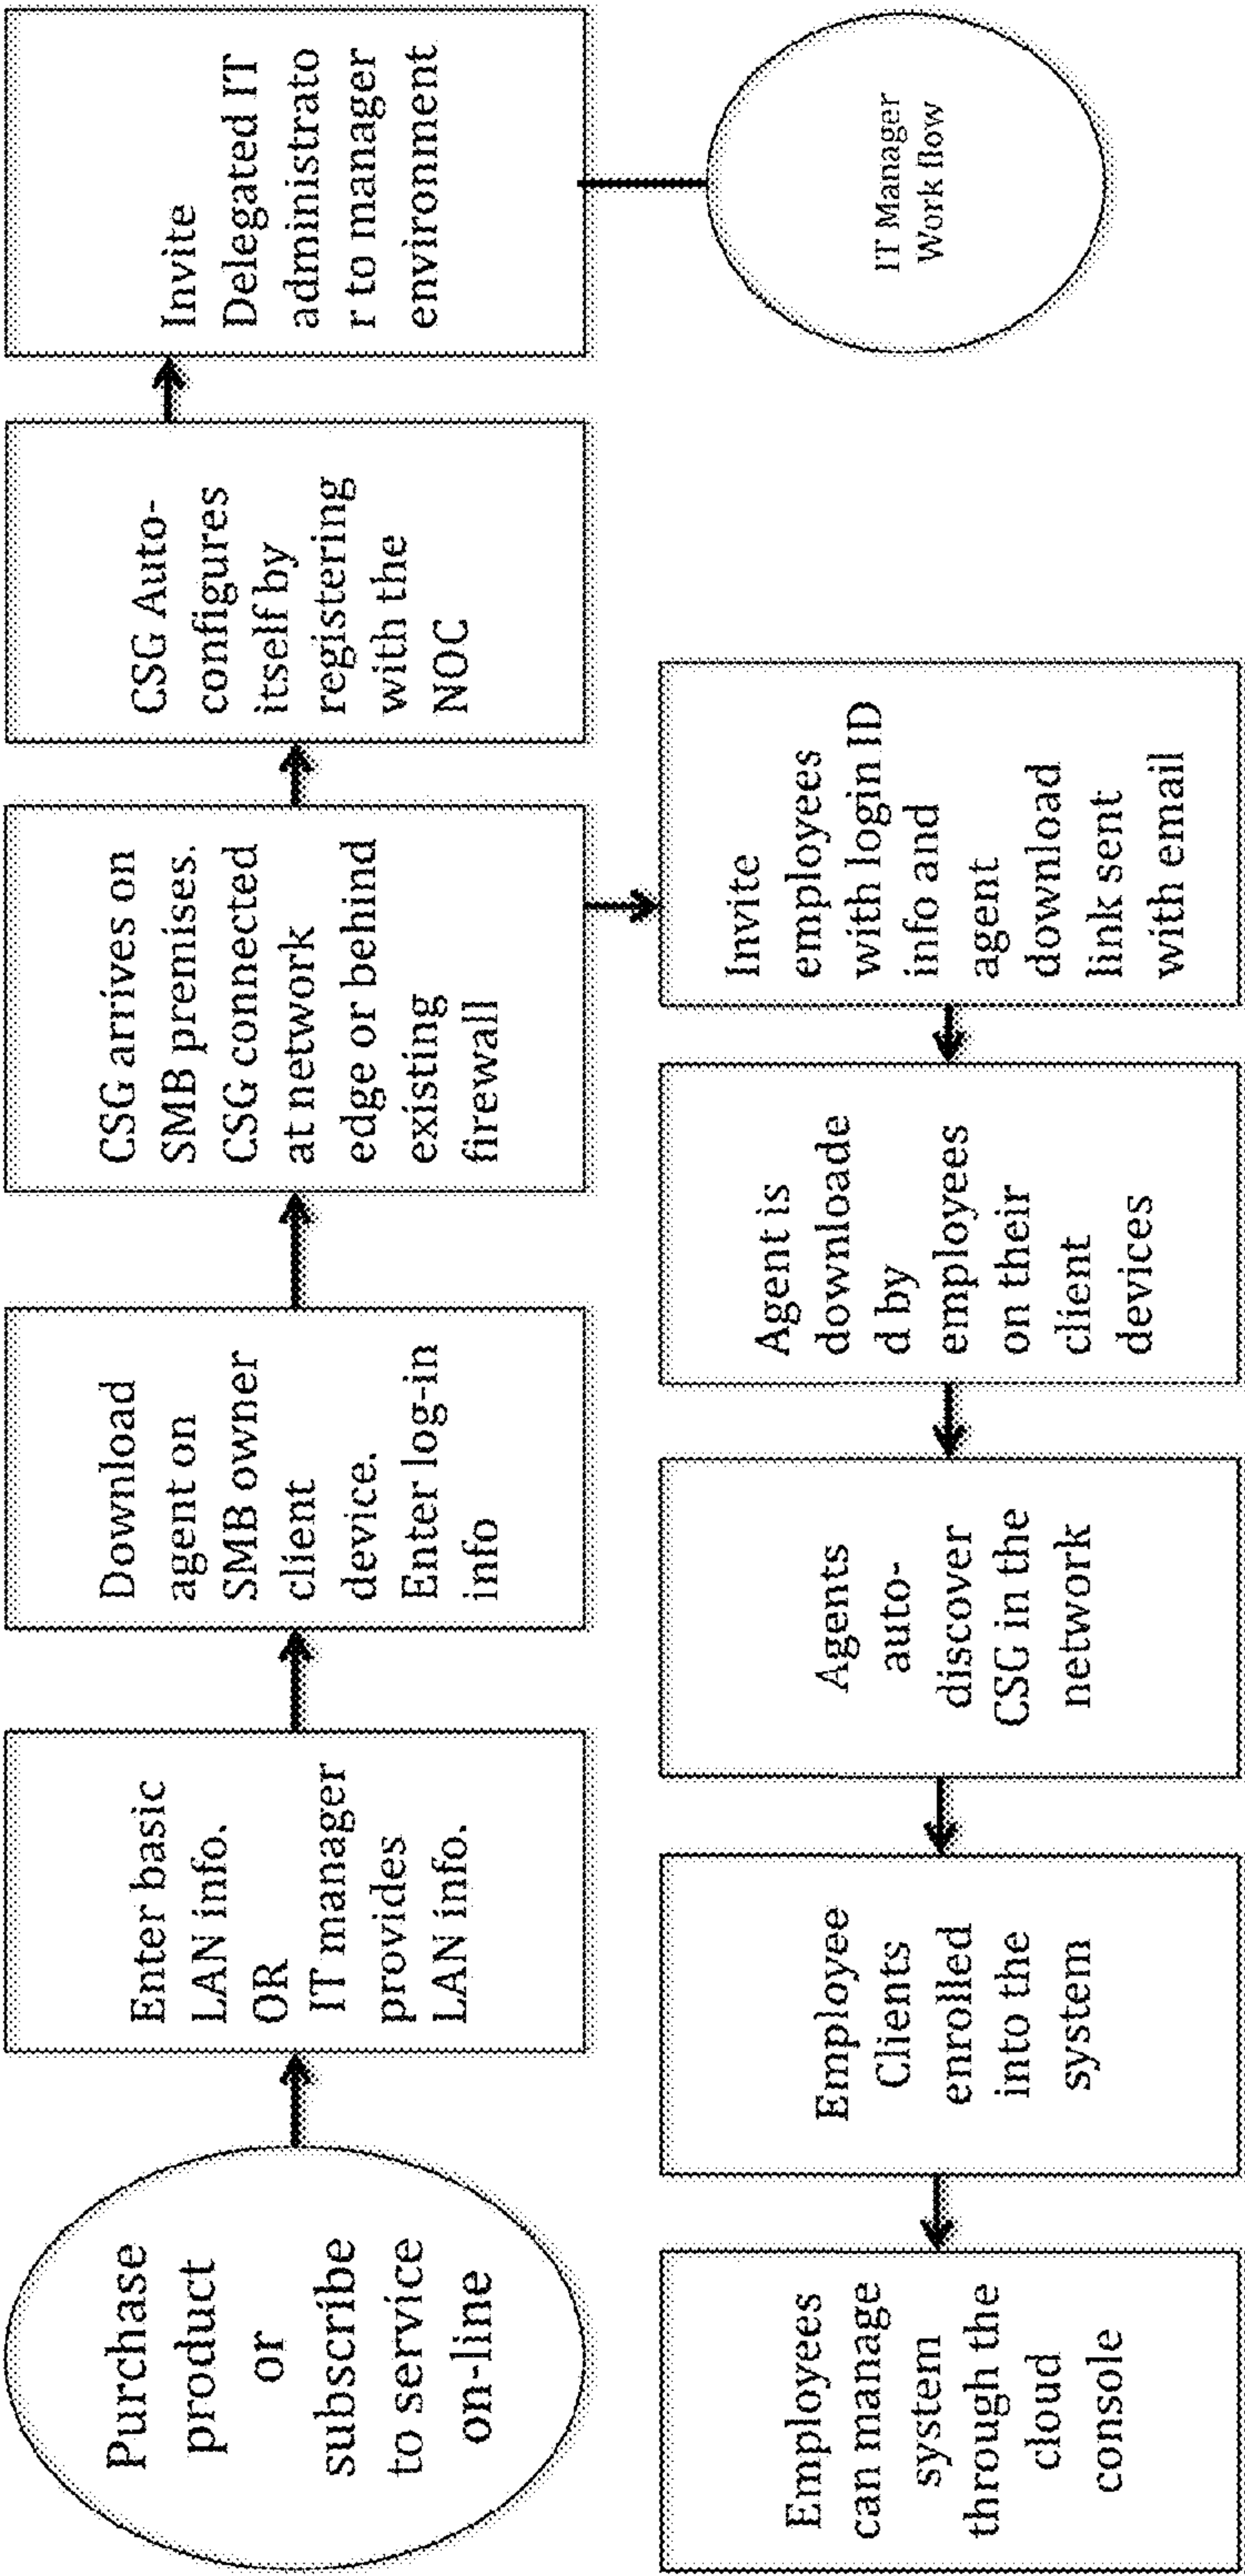 Purchase
product
or
subscribe
to service
on-line
Enter basic
LAN info.
OR
IT manager
provides
LAN info.
Download
agent on
SMB owner
client
device.
Enter log-in
info
CSG arrives on
SMB premises.
CSG connected
at network
edge or behind
existing
firewall
CSG Auto-
configures
itself by
registering
with the
NOC
Invite
Delegated IT
administrato
r to manager
environment
IT Manager
Work flow
Invite
employees
with login ID
info and
agent
download
link sent
with email
Agent is
downloade
d by
employees
on their
client
devices
Agents
auto-
discover
CSG in the
network
Employee
Clients
enrolled
into the
system
Employees
can manage
system
through the
cloud
console